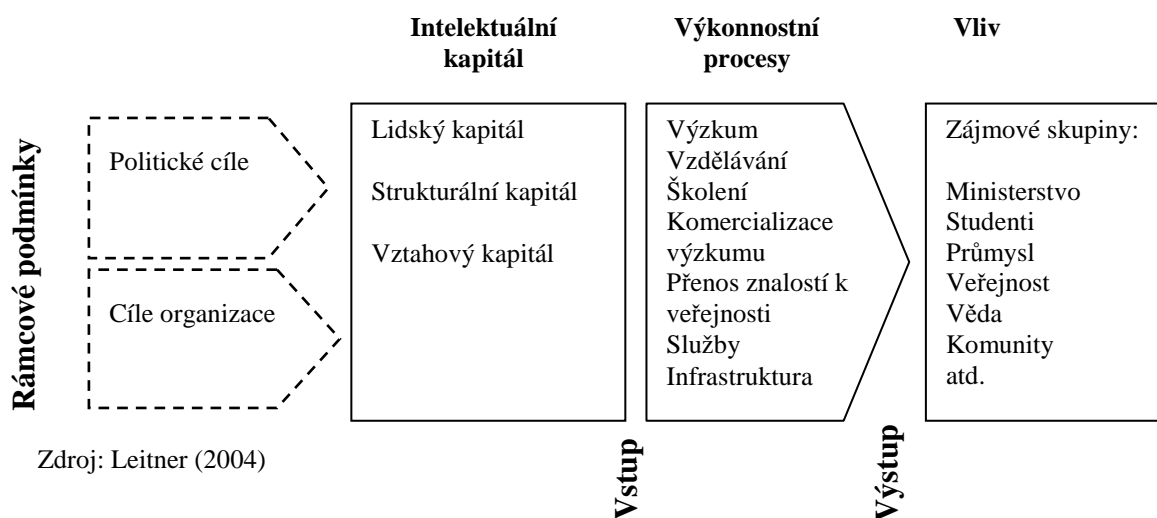 Intelektuální
kapitál
Výkonnostní
procesy
Vliv
Rámcové podmínky
Politické cíle
Cíle organizace
Lidský kapitál
Strukturální kapitál
Vztahový kapitál
Výzkum
Vzdělávání
Školení
Komercializace
výzkumu
Přenos znalostí k
veřejnosti
Služby
Infrastruktura
Zájmové skupiny:
Ministerstvo
Studenti
Průmysl
Veřejnost
Věda
Komunity
atd.
Vstup
Výstup
Zdroj: Leitner (2004)